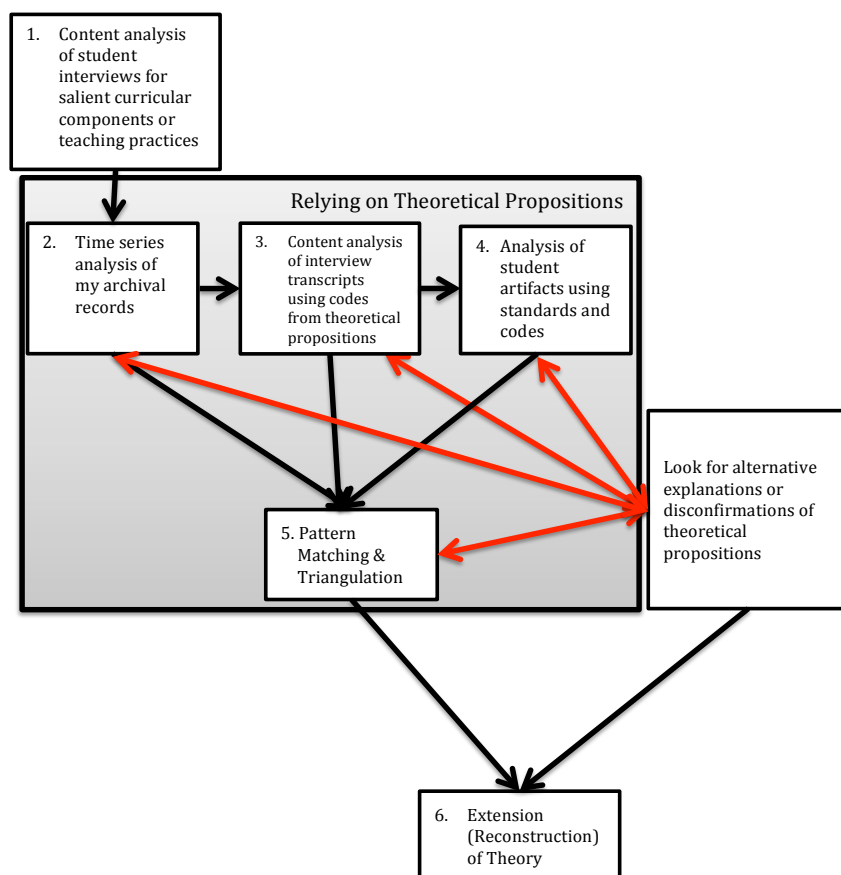 1. Content analysis
of student
interviews for
salient curricular
components or
teaching practices
Relying on Theoretical Propositions
2. Time series
analysis of
my archival
records
3. Content analysis
of interview
transcripts
using codes
from theoretical
propositions
4. Analysis of
student
artifacts using
standards and
codes
Look for alternative
explanations or
disconfirmations of
theoretical
propositions
5. Pattern
Matching &
Triangulation
6. Extension
(Reconstruction)
of Theory